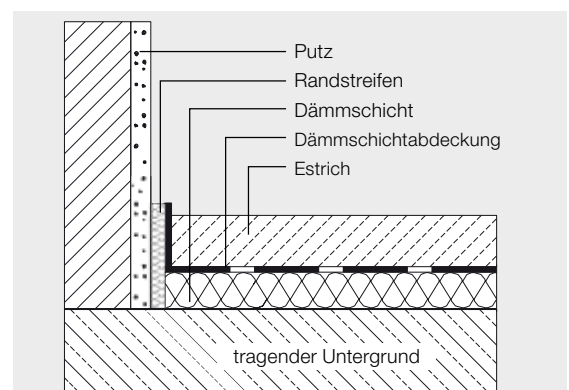 Putz
Randstreifen
Dämmschicht
Dämmschichtabdeckung
Estrich
tragender Untergrund